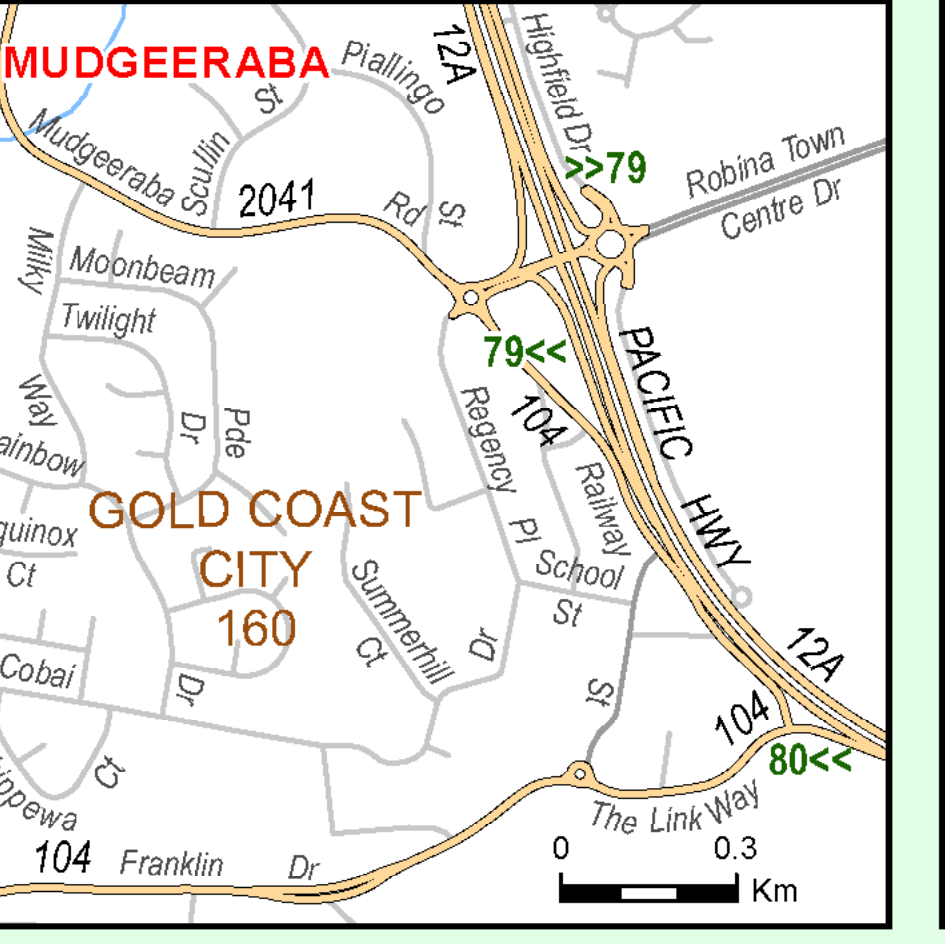 12A
Highfield Dr
MUDGEERABA
Piallingo
St
St
Mudgeeraba
Scullin
2041
Rd
>>79
Robina Town
Centre Dr
Milky
Way
Moonbeam
Pde
Twilight
Dr
79<<
104
PACIFIC
HWY
Regency
Pl
Railway
St
ainbow
GOLD COAST
CITY
160
quinox
Ct
School
St
Summerhill
Ct
Dr
Cobai
Dr
12A
104
80<<
Ct
ippewa
The Link Way
104
Franklin
Dr
0
0.3
Km